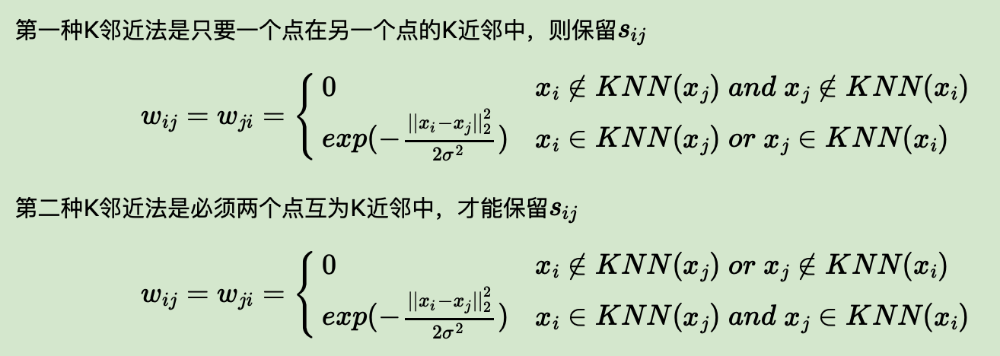 第一种K邻近法是只要一个点在另一个点的K近邻中，则保留$s_{ij}$
$$w_{ij} = w_{ji} = \begin{cases} 0 & x_i \notin KNN(x_j) \ and \ x_j \notin KNN(x_i) \\ exp(-\frac{||x_i-x_j||_2^2}{2\sigma^2}) & x_i \in KNN(x_j) \ or \ x_j \in KNN(x_i) \end{cases}$$
第二种K邻近法是必须两个点互为K近邻中，才能保留$s_{ij}$
$$w_{ij} = w_{ji} = \begin{cases} 0 & x_i \notin KNN(x_j) \ or \ x_j \notin KNN(x_i) \\ exp(-\frac{||x_i-x_j||_2^2}{2\sigma^2}) & x_i \in KNN(x_j) \ and \ x_j \in KNN(x_i) \end{cases}$$